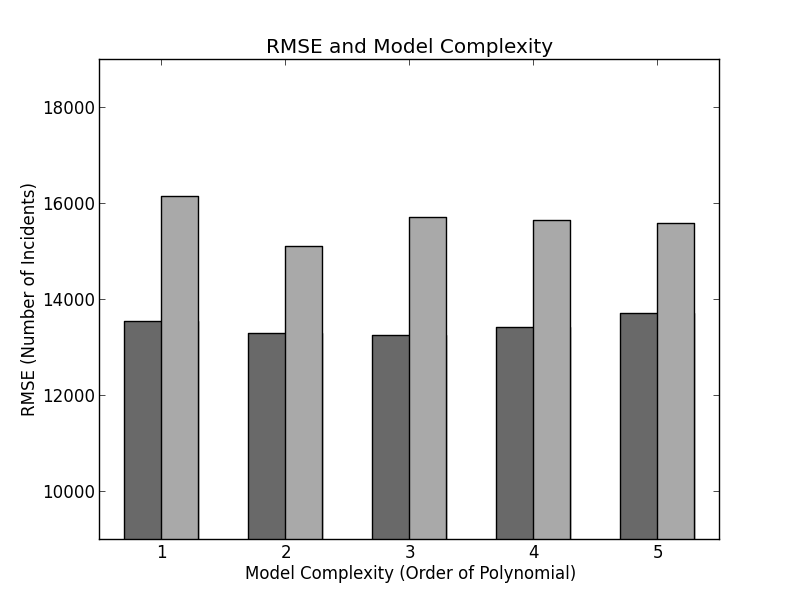 RMSE and Model Complexity
18000
16000
14000
12000
10000
RMSE (Number of Incidents)
1 2 3 4 5
Model Complexity (Order of Polynomial)